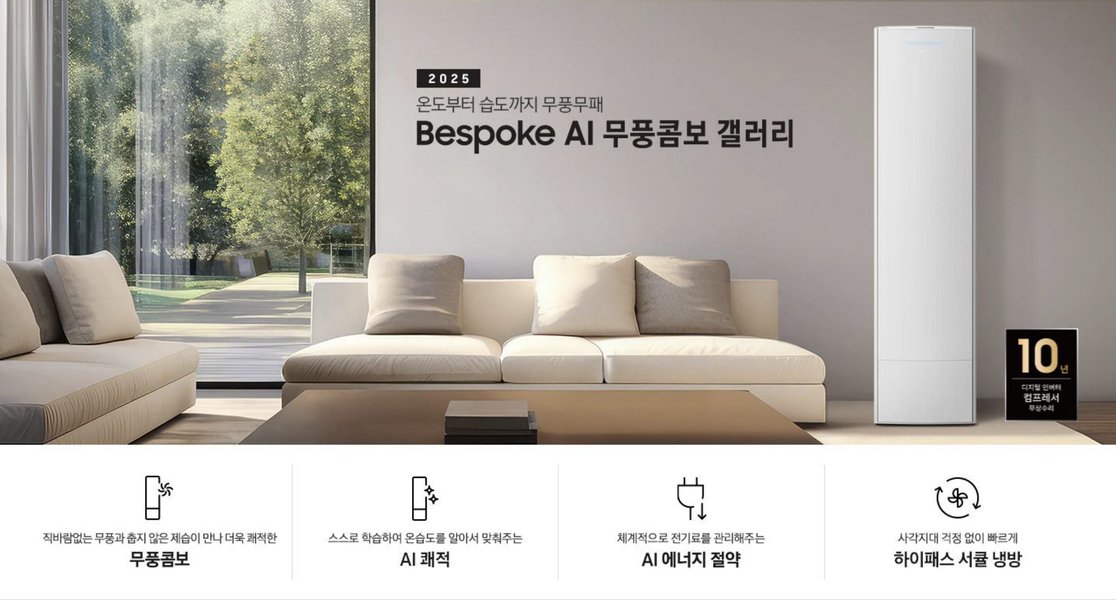 2025
온도부터 습도까지 무풍무패
Bespoke AI 무풍콤보 갤러리
10년
디지털 인버터
컴프레서
무상수리
직바람없는 무풍과 춥지 않은 제습이 만나 더욱 쾌적한
무풍콤보
스스로 학습하여 온습도를 알아서 맞춰주는
AI 쾌적
체계적으로 전기료를 관리해주는
AI 에너지 절약
사각지대 걱정 없이 빠르게
하이패스 서큘 냉방